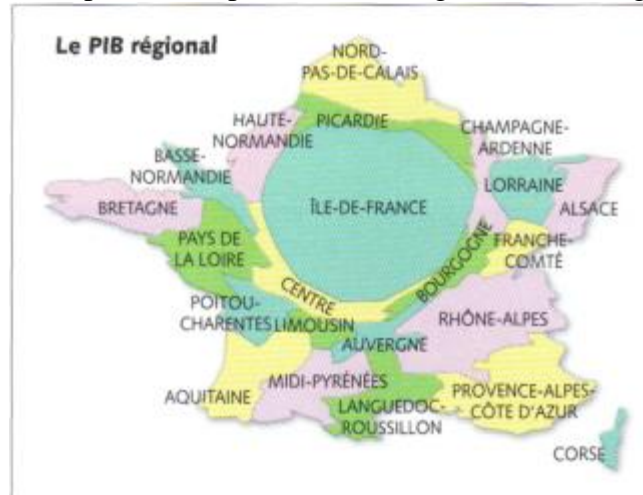 Le PIB régional
NORD-
PAS-DE-CALAIS
PICARDIE
HAUTE-
NORMANDIE
CHAMPAGNE-
ARDENNE
BASSE-
NORMANDIE
LORRAINE
ALSACE
BRETAGNE
ÎLE-DE-FRANCE
PAYS DE
LA LOIRE
BOURGOGNE
FRANCHE-
COMTÉ
CENTRE
POITOU-
CHARENTES
LIMOUSIN
AUVERGNE
RHÔNE-ALPES
AQUITAINE
MIDI-PYRÉNÉES
LANGUEDOC-
ROUSSILLON
PROVENCE-ALPES-
CÔTE D'AZUR
CORSE